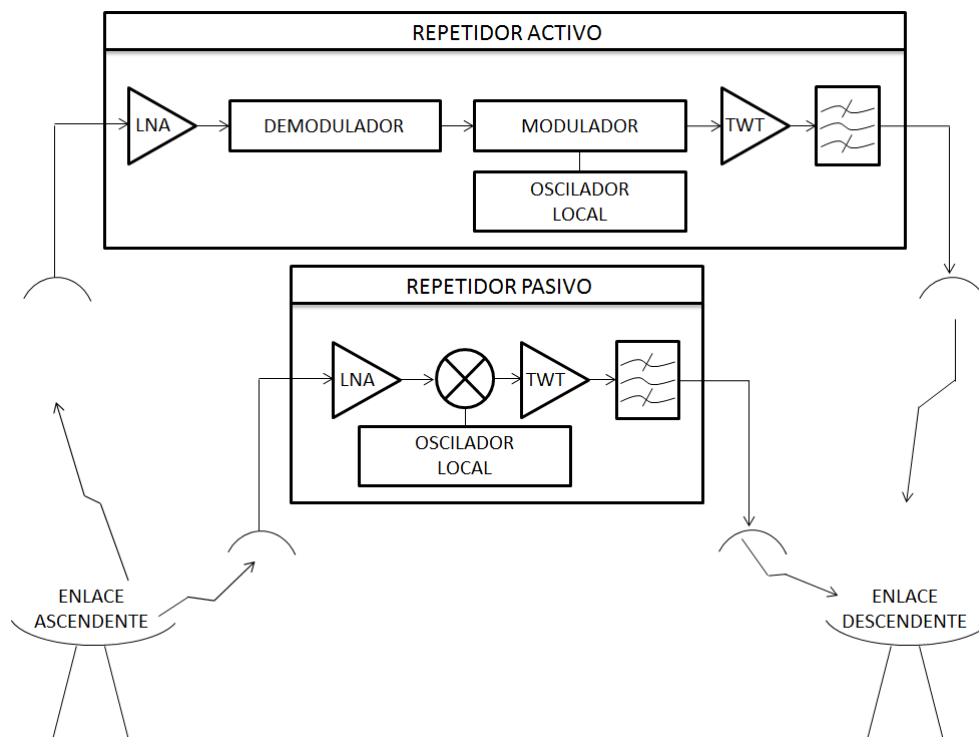 REPETIDOR ACTIVO
LNA
DEMODULADOR
MODULADOR
TWT
OSCILADOR
LOCAL
REPETIDOR PASIVO
LNA
TWT
OSCILADOR
LOCAL
ENLACE
ASCENDENTE
ENLACE
DESCENDENTE